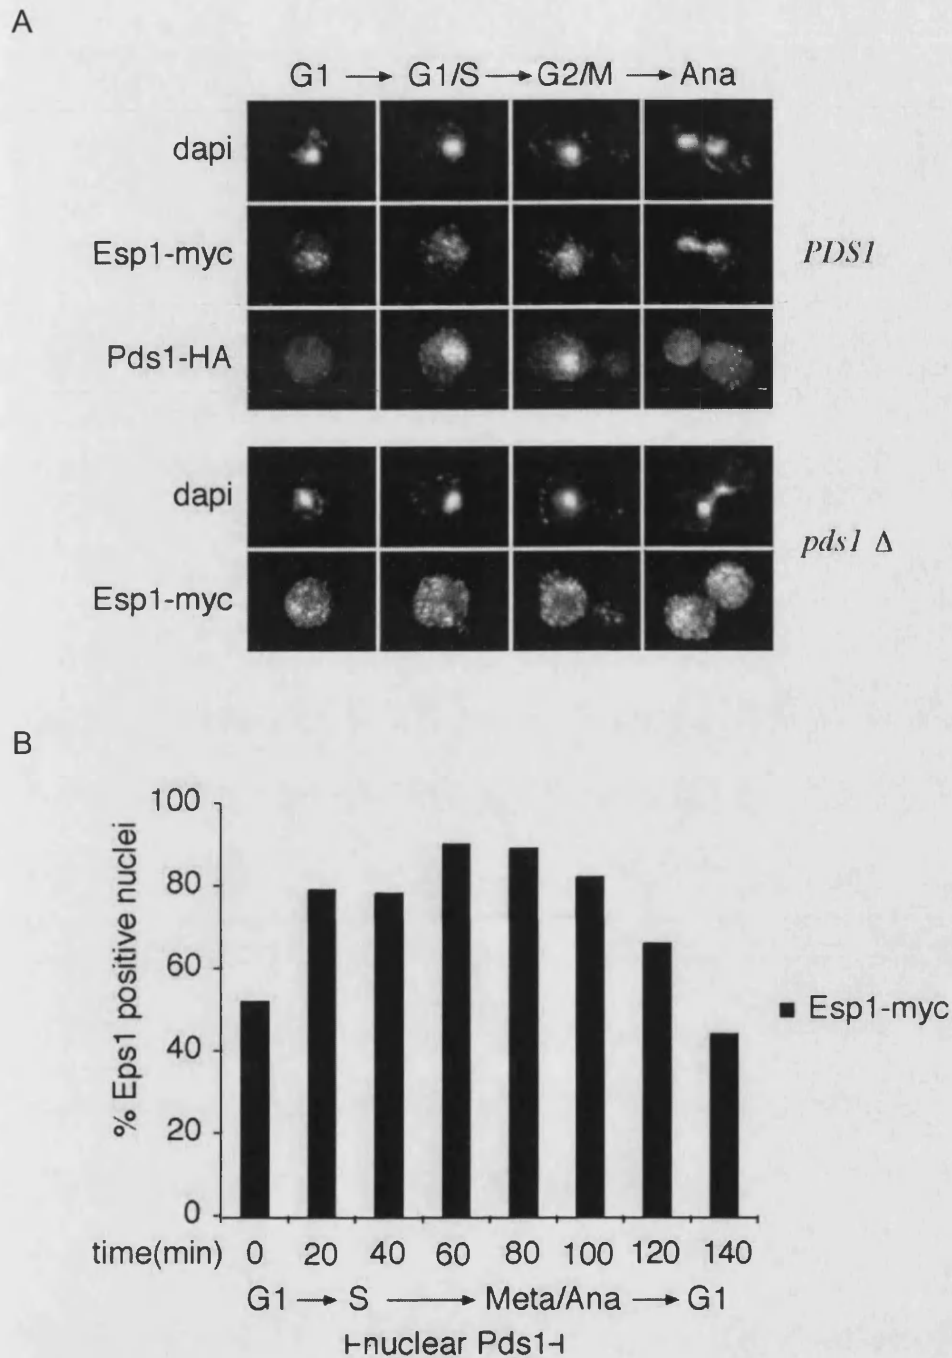 A
G1 → G1/S → G2/M → Ana
dapi
Esp1-myc
PDS1
Pds1-HA
dapi
pds1 Δ
Esp1-myc
B
100
80
60
40
20
0
% Eps1 positive nuclei
Esp1-myc
time(min) 0 20 40 60 80 100 120 140
G1 → S → Meta/Ana → G1
nuclear Pds1